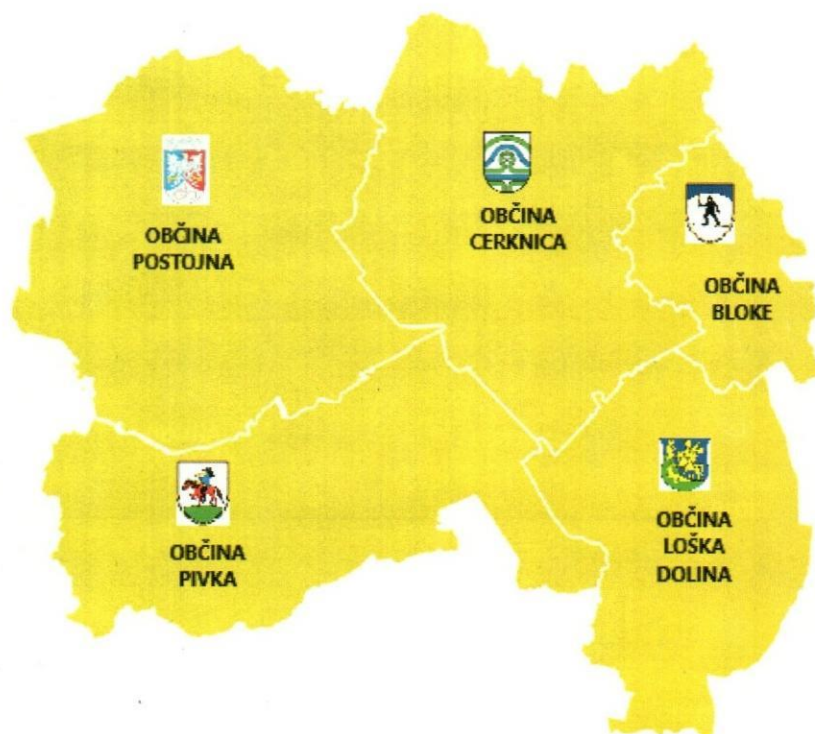 OBČINA
POSTOJNA
OBČINA
CERKNICA
OBČINA
BLOKE
OBČINA
PIVKA
OBČINA
LOŠKA
DOLINA